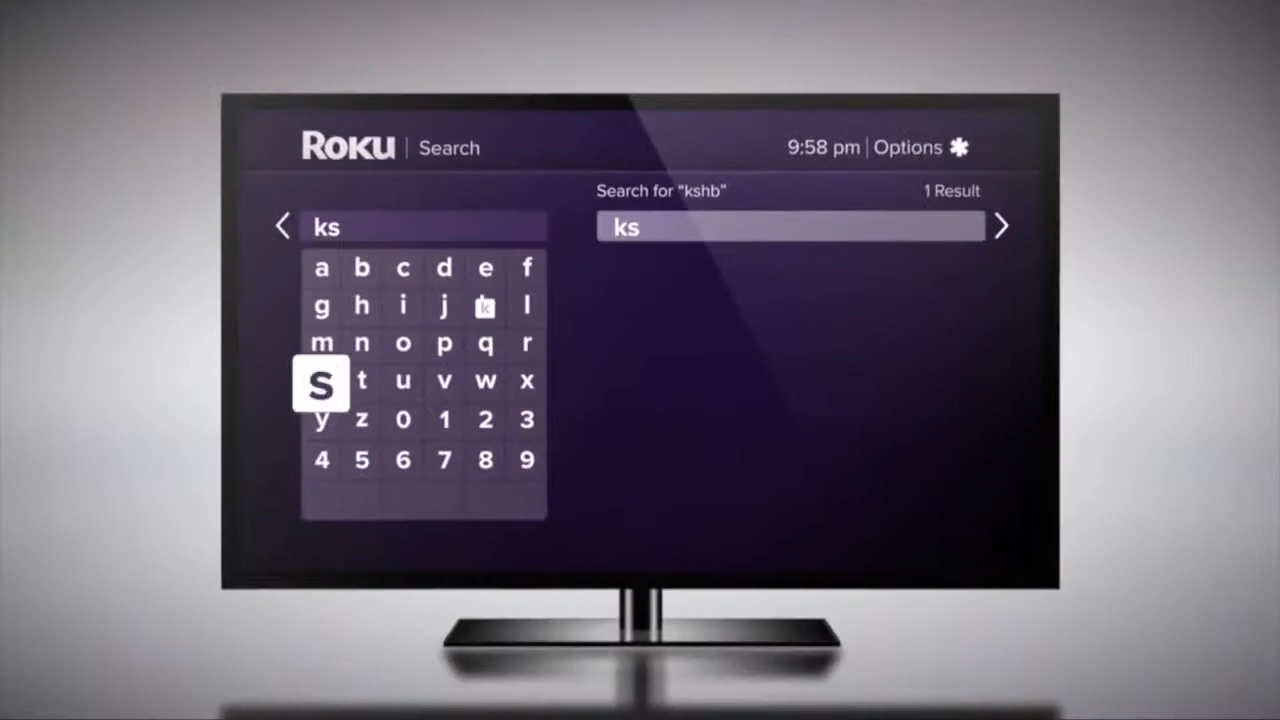 Roku | Search
9:58 pm | Options ✱
Search for “kshb”
1 Result
ks
ks
a b c d e f
g h i j k l
m n o p q r
s t u v w x
y z 0 1 2 3
4 5 6 7 8 9